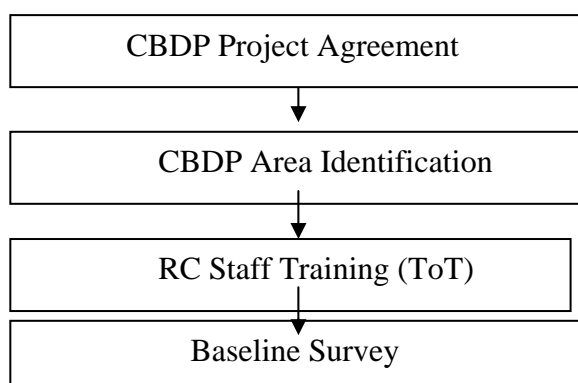 CBDP Project Agreement
CBDP Area Identification
RC Staff Training (ToT)
Baseline Survey